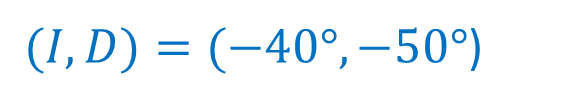 (I, D) = (−40°, −50°)